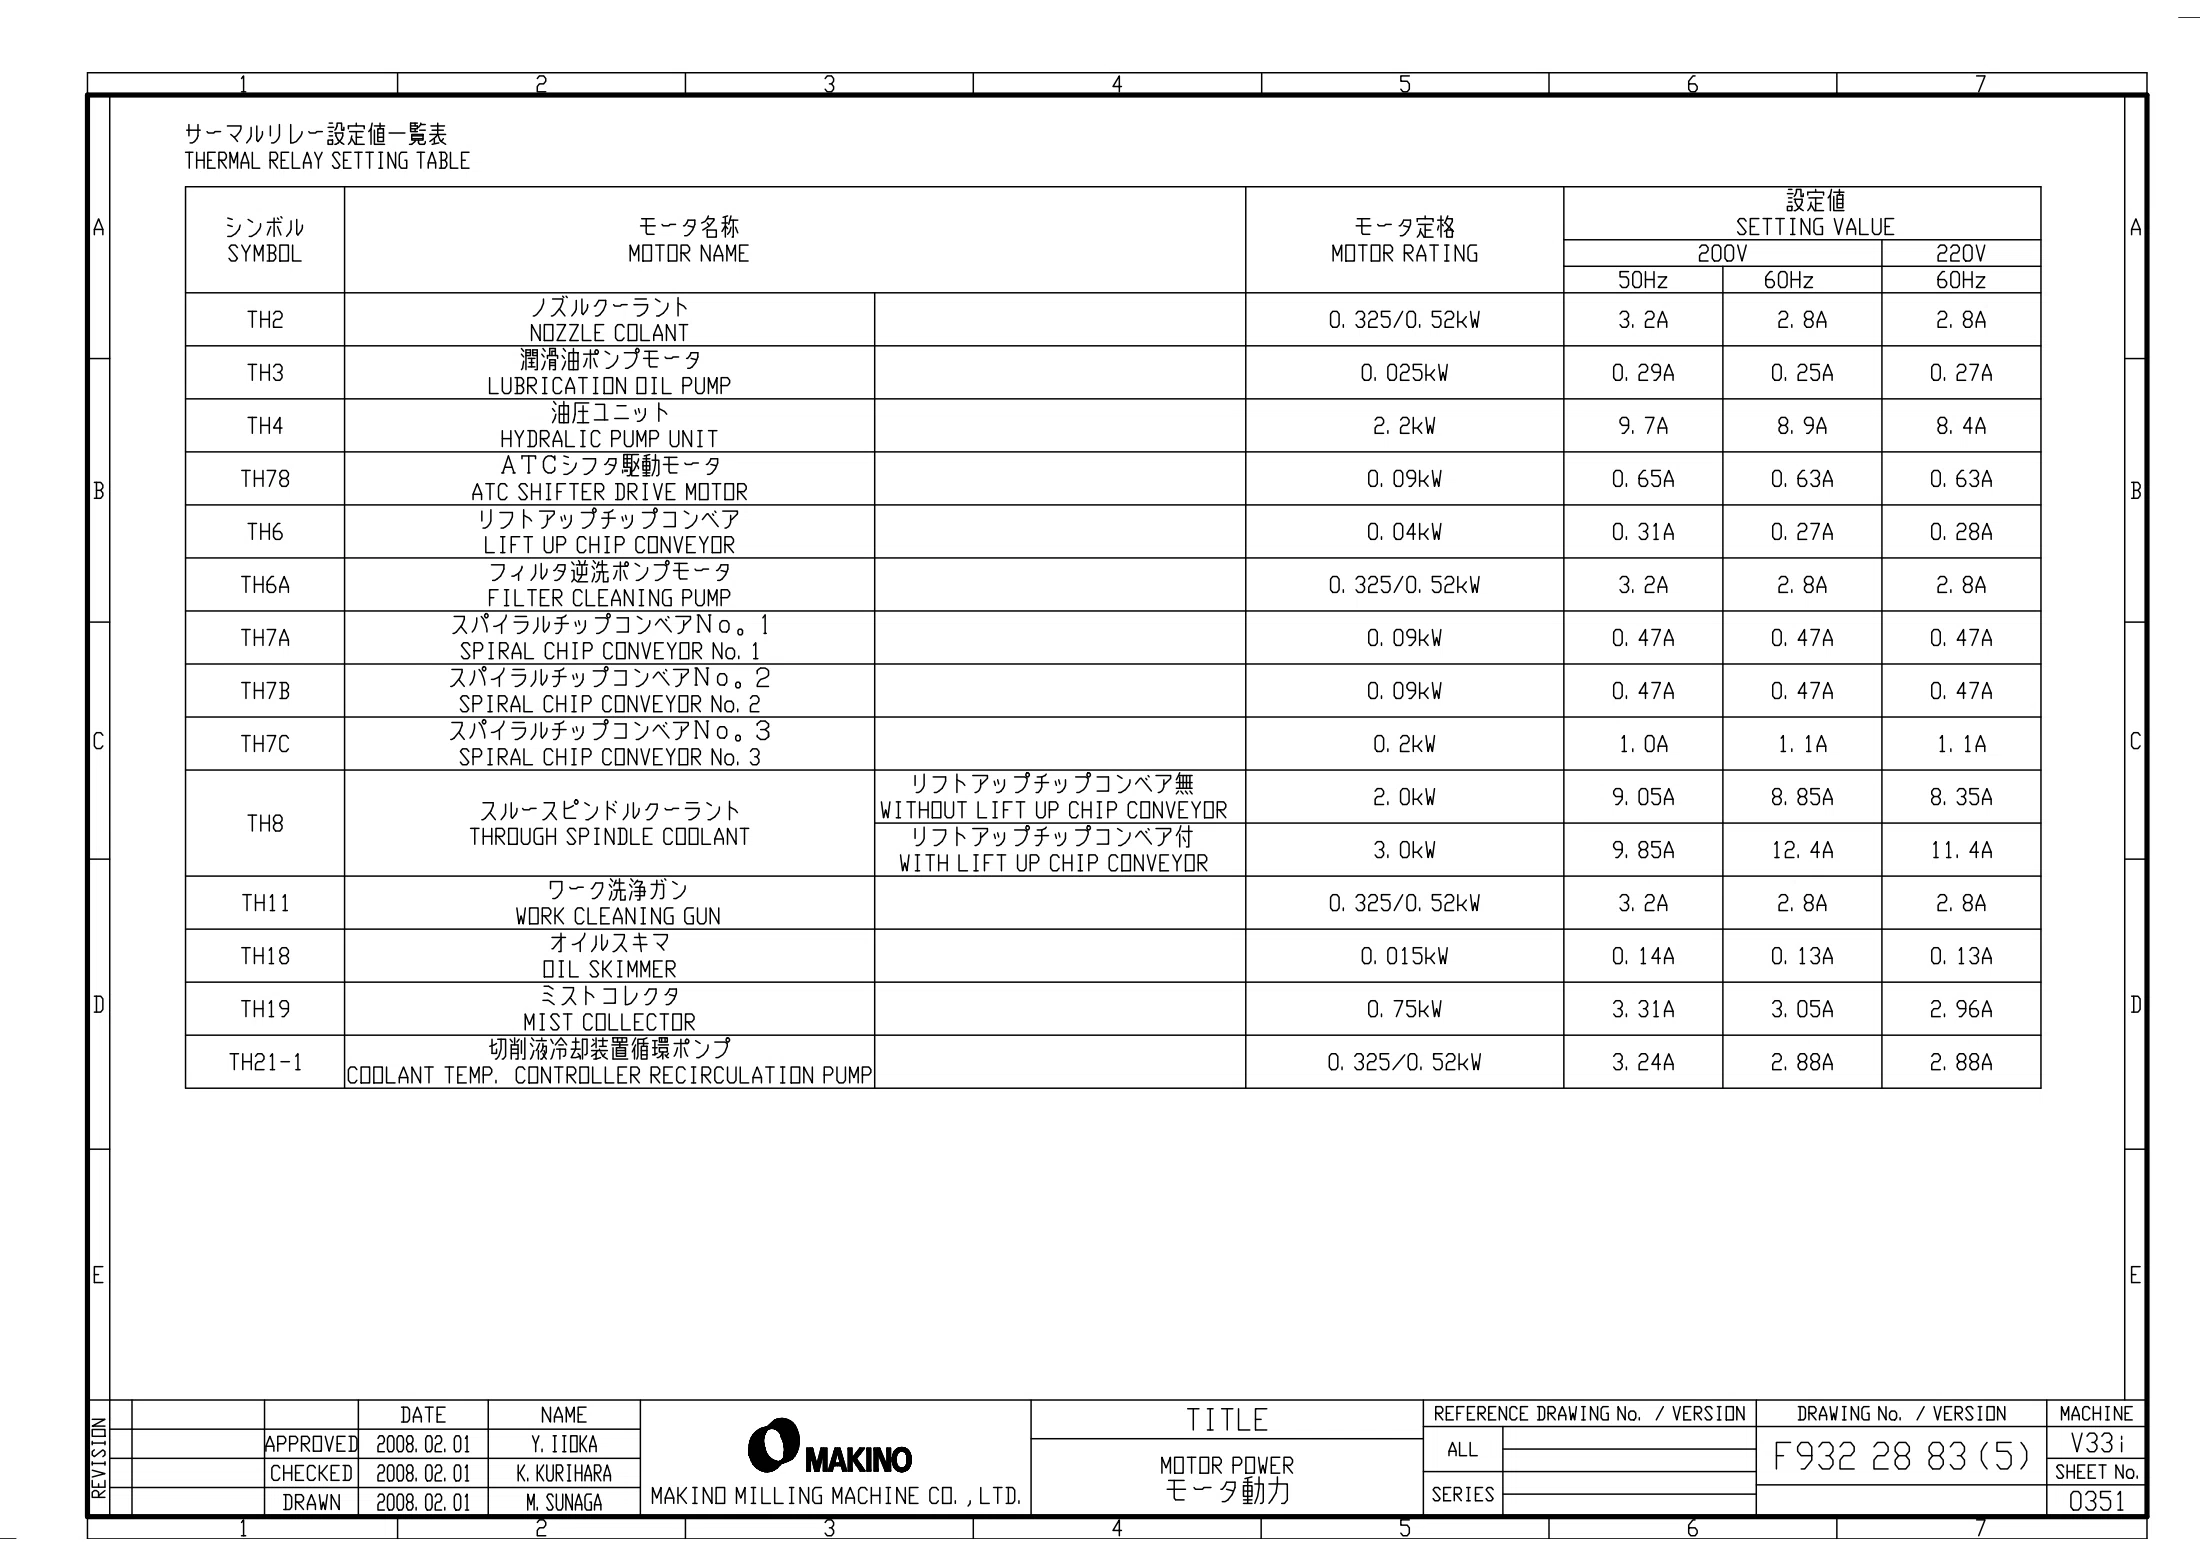 1 2 3 4 5 6 7
サーマルリレー設定値一覧表
THERMAL RELAY SETTING TABLE
シンボル
SYMBOL
モータ名称
MOTOR NAME
モータ定格
MOTOR RATING
設定値
SETTING VALUE
200V 220V
50Hz 60Hz 60Hz
TH2
ノズルクーラント
NOZZLE COLANT
0.325/0.52kW 3.2A 2.8A 2.8A
TH3
潤滑油ポンプモータ
LUBRICATION OIL PUMP
0.025kW 0.29A 0.25A 0.27A
TH4
油圧ユニット
HYDRALIC PUMP UNIT
2.2kW 9.7A 8.9A 8.4A
TH78
ATCシフタ駆動モータ
ATC SHIFTER DRIVE MOTOR
0.09kW 0.65A 0.63A 0.63A
TH6
リフトアップチップコンベア
LIFT UP CHIP CONVEYOR
0.04kW 0.31A 0.27A 0.28A
TH6A
フィルタ逆洗ポンプモータ
FILTER CLEANING PUMP
0.325/0.52kW 3.2A 2.8A 2.8A
TH7A
スパイラルチップコンベアNo。1
SPIRAL CHIP CONVEYOR No.1
0.09kW 0.47A 0.47A 0.47A
TH7B
スパイラルチップコンベアNo。2
SPIRAL CHIP CONVEYOR No.2
0.09kW 0.47A 0.47A 0.47A
TH7C
スパイラルチップコンベアNo。3
SPIRAL CHIP CONVEYOR No.3
0.2kW 1.0A 1.1A 1.1A
TH8
スルースピンドルクーラント
THROUGH SPINDLE COOLANT
リフトアップチップコンベア無
WITHOUT LIFT UP CHIP CONVEYOR
2.0kW 9.05A 8.85A 8.35A
リフトアップチップコンベア付
WITH LIFT UP CHIP CONVEYOR
3.0kW 9.85A 12.4A 11.4A
TH11
ワーク洗浄ガン
WORK CLEANING GUN
0.325/0.52kW 3.2A 2.8A 2.8A
TH18
オイルスキマ
OIL SKIMMER
0.015kW 0.14A 0.13A 0.13A
TH19
ミストコレクタ
MIST COLLECTOR
0.75kW 3.31A 3.05A 2.96A
TH21-1
切削液冷却装置循環ポンプ
COOLANT TEMP. CONTROLLER RECIRCULATION PUMP
0.325/0.52kW 3.24A 2.88A 2.88A
A A
B B
C C
D D
E E
REVISION
DATE NAME
APPROVED 2008.02.01 Y.IIOKA
CHECKED 2008.02.01 K.KURIHARA
DRAWN 2008.02.01 M.SUNAGA
MAKINO
MAKINO MILLING MACHINE CO.,LTD.
TITLE
MOTOR POWER
モータ動力
REFERENCE DRAWING No. / VERSION
ALL
SERIES
DRAWING No. / VERSION
F932 28 83(5)
MACHINE
V33i
SHEET No.
0351
1 2 3 4 5 6 7